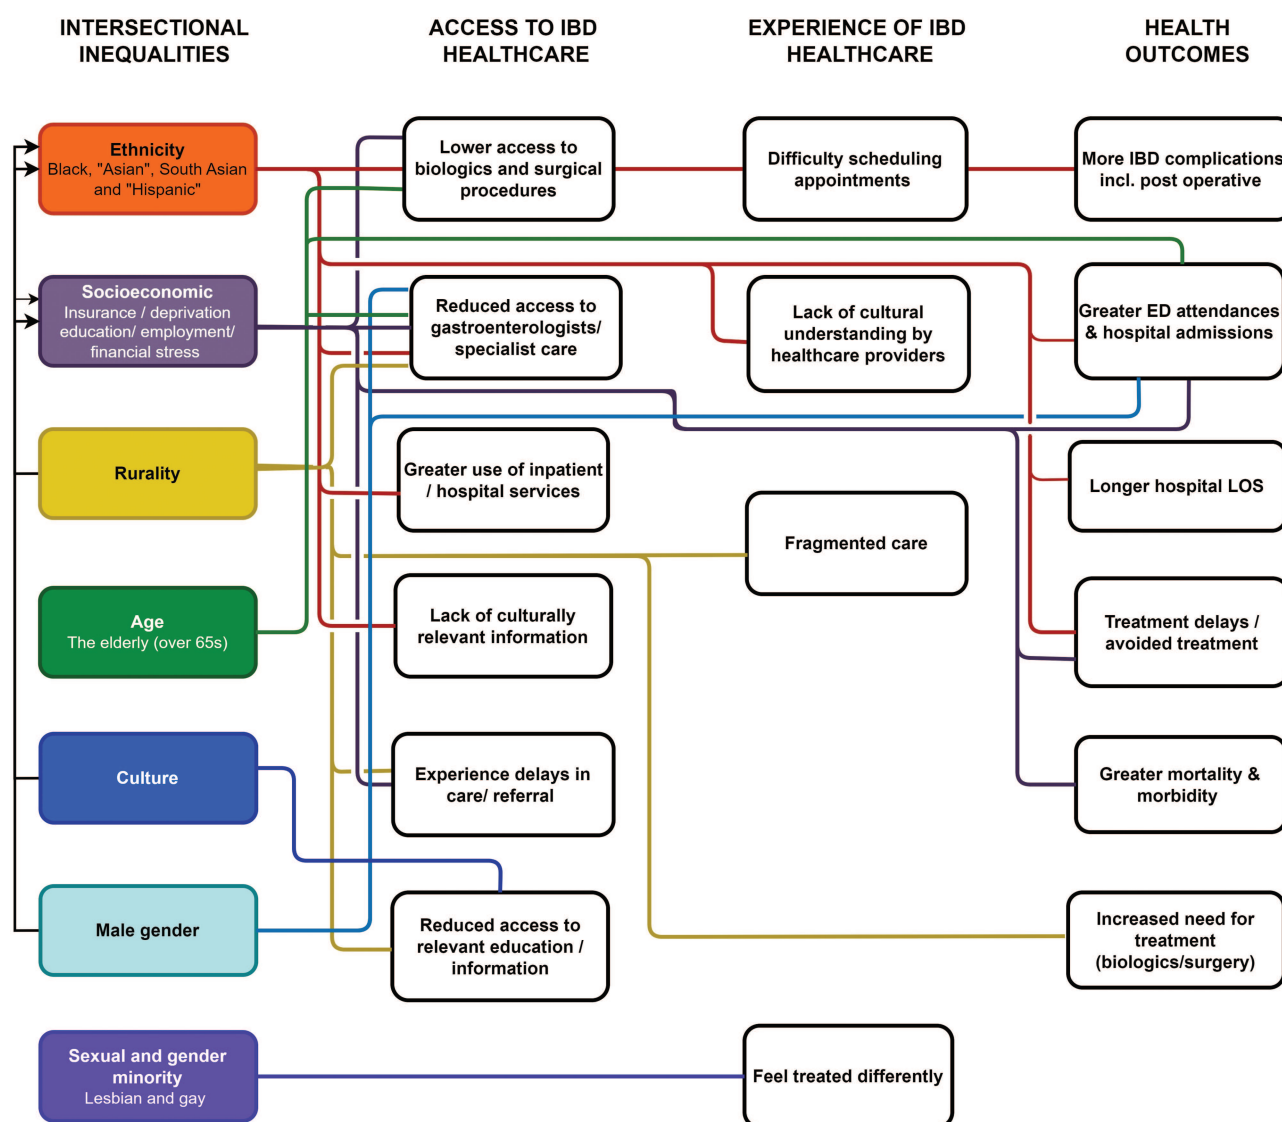 INTERSECTIONAL
INEQUALITIES
ACCESS TO IBD
HEALTHCARE
EXPERIENCE OF IBD
HEALTHCARE
HEALTH
OUTCOMES
Ethnicity
Black, "Asian", South Asian
and "Hispanic"
Lower access to
biologics and surgical
procedures
Difficulty scheduling
appointments
More IBD complications
incl. post operative
Socioeconomic
Insurance / deprivation
education/ employment/
financial stress
Reduced access to
gastroenterologists/
specialist care
Lack of cultural
understanding by
healthcare providers
Greater ED attendances
& hospital admissions
Rurality
Greater use of inpatient
/ hospital services
Fragmented care
Longer hospital LOS
Age
The elderly (over 65s)
Lack of culturally
relevant information
Treatment delays /
avoided treatment
Culture
Experience delays in
care/ referral
Greater mortality &
morbidity
Male gender
Reduced access to
relevant education /
information
Increased need for
treatment
(biologics/surgery)
Sexual and gender
minority
Lesbian and gay
Feel treated differently